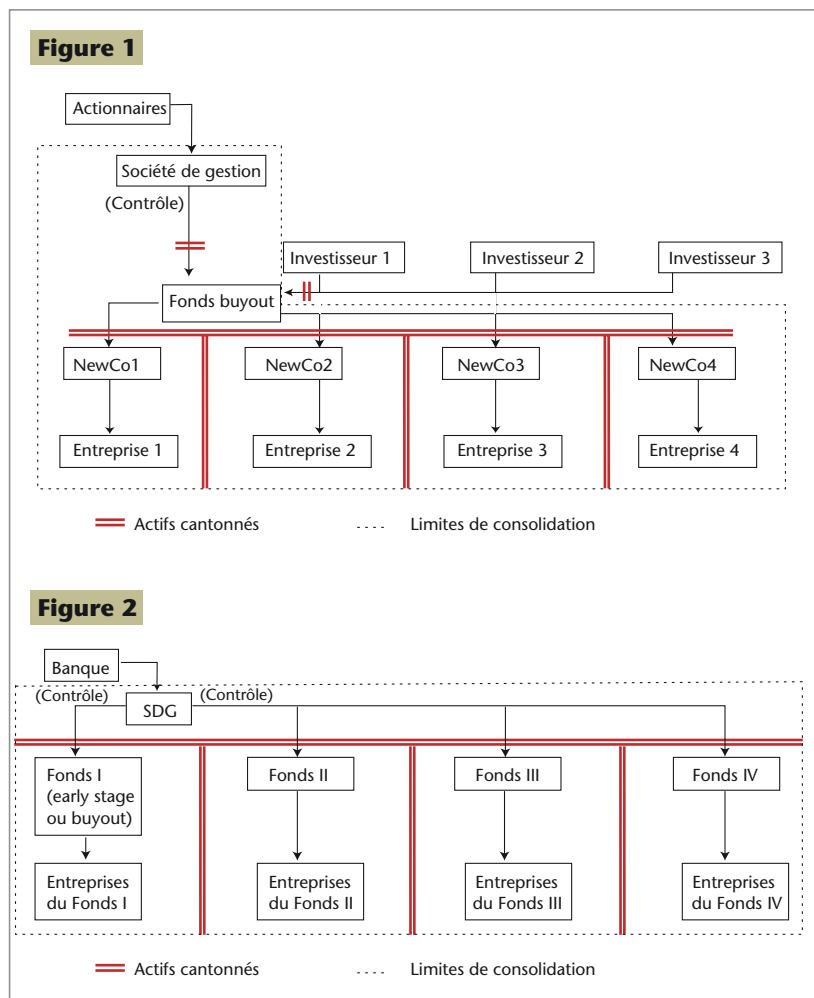 Figure 1
Actionnaires
Société de gestion
(Contrôle)
Investisseur 1
Investisseur 2
Investisseur 3
Fonds buyout
NewCo1
NewCo2
NewCo3
NewCo4
Entreprise 1
Entreprise 2
Entreprise 3
Entreprise 4
Actifs cantonnés
Limites de consolidation
Figure 2
Banque
(Contrôle)
(Contrôle)
SDG
Fonds I
(early stage
ou buyout)
Fonds II
Fonds III
Fonds IV
Entreprises
du Fonds I
Entreprises
du Fonds II
Entreprises
du Fonds III
Entreprises
du Fonds IV
Actifs cantonnés
Limites de consolidation